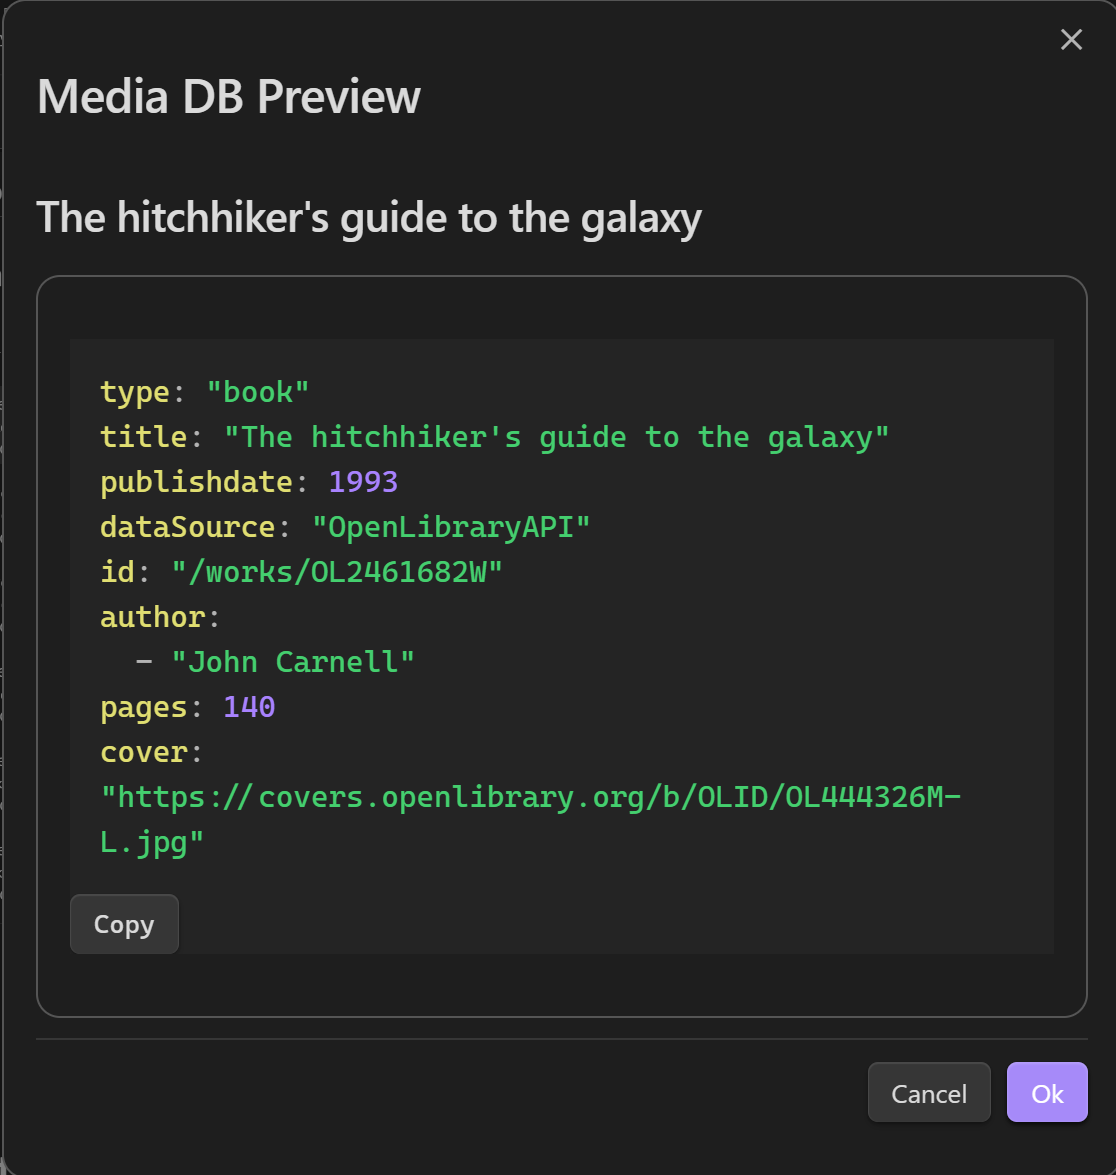 Media DB Preview
The hitchhiker's guide to the galaxy
type: "book"
title: "The hitchhiker's guide to the galaxy"
publishdate: 1993
dataSource: "OpenLibraryAPI"
id: "/works/OL2461682W"
author:
  - "John Carnell"
pages: 140
cover:
"https://covers.openlibrary.org/b/OLID/OL444326M-
L.jpg"
Copy
Cancel
Ok